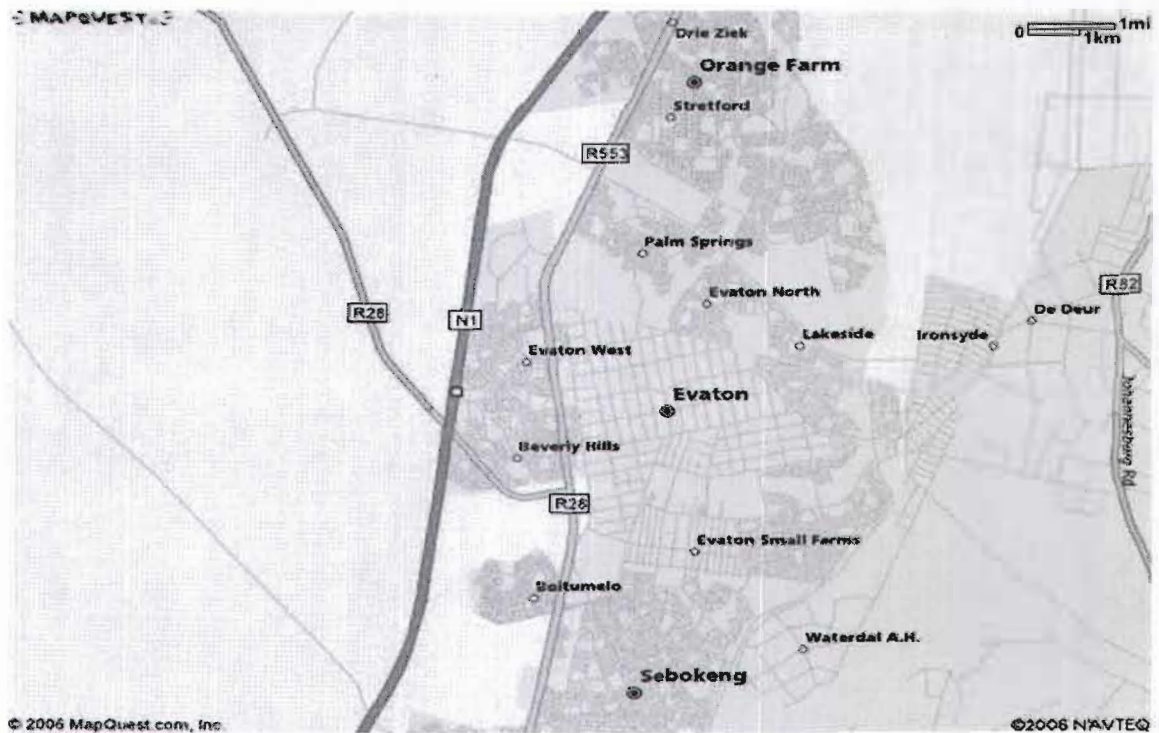 MAPQUEST
0 1mi
1km
Drie Ziek
Orange Farm
Stretford
R553
Palm Springs
Evaton North
R82
De Deur
R28
N1
Lakeside
Ironsyde
Evaton West
Evaton
Johannesburg Rd
Beverly Hills
R28
Evaton Small Farms
Boitumelo
Waterdal A.H.
Sebokeng
© 2006 MapQuest.com, Inc.
©2006 NAVTEQ